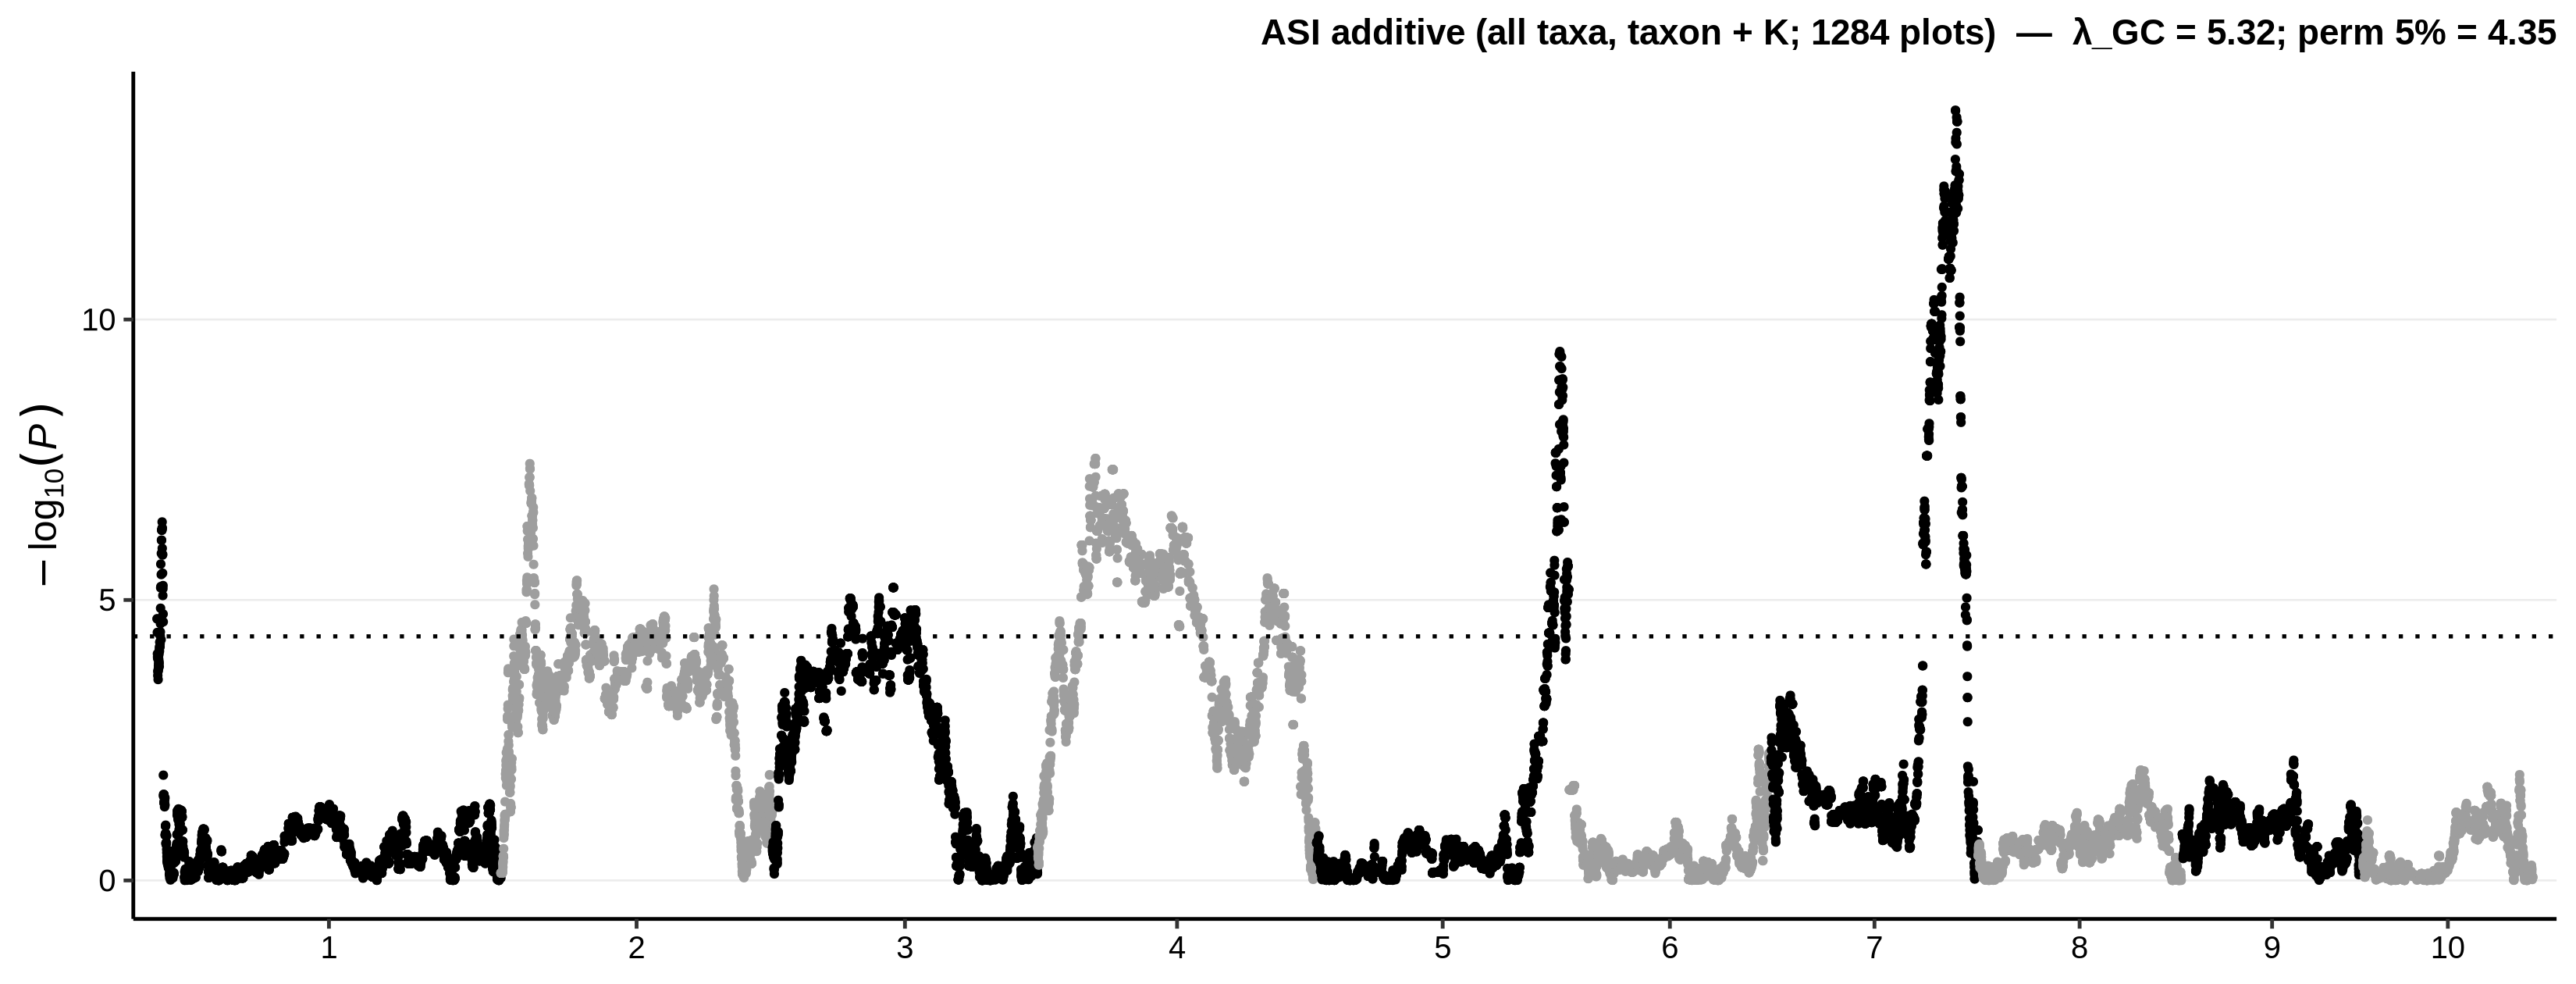 ASI additive (all taxa, taxon + K; 1284 plots) — λ_GC = 5.32; perm 5% = 4.35
− log₁₀(P)
10
5
0
1 2 3 4 5 6 7 8 9 10